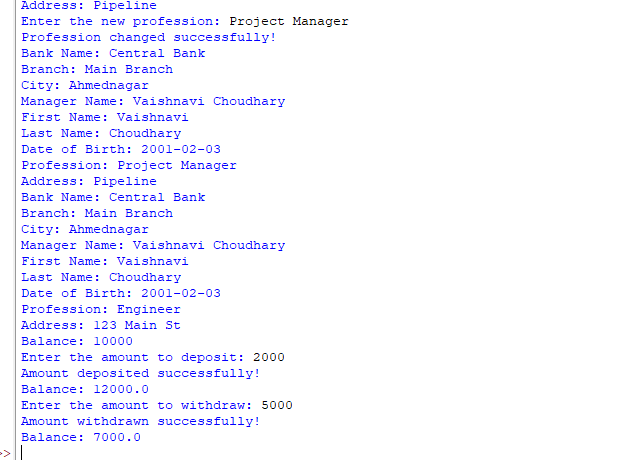 Address: Pipeline
Enter the new profession: Project Manager
Profession changed successfully!
Bank Name: Central Bank
Branch: Main Branch
City: Ahmednagar
Manager Name: Vaishnavi Choudhary
First Name: Vaishnavi
Last Name: Choudhary
Date of Birth: 2001-02-03
Profession: Project Manager
Address: Pipeline
Bank Name: Central Bank
Branch: Main Branch
City: Ahmednagar
Manager Name: Vaishnavi Choudhary
First Name: Vaishnavi
Last Name: Choudhary
Date of Birth: 2001-02-03
Profession: Engineer
Address: 123 Main St
Balance: 10000
Enter the amount to deposit: 2000
Amount deposited successfully!
Balance: 12000.0
Enter the amount to withdraw: 5000
Amount withdrawn successfully!
Balance: 7000.0
>>